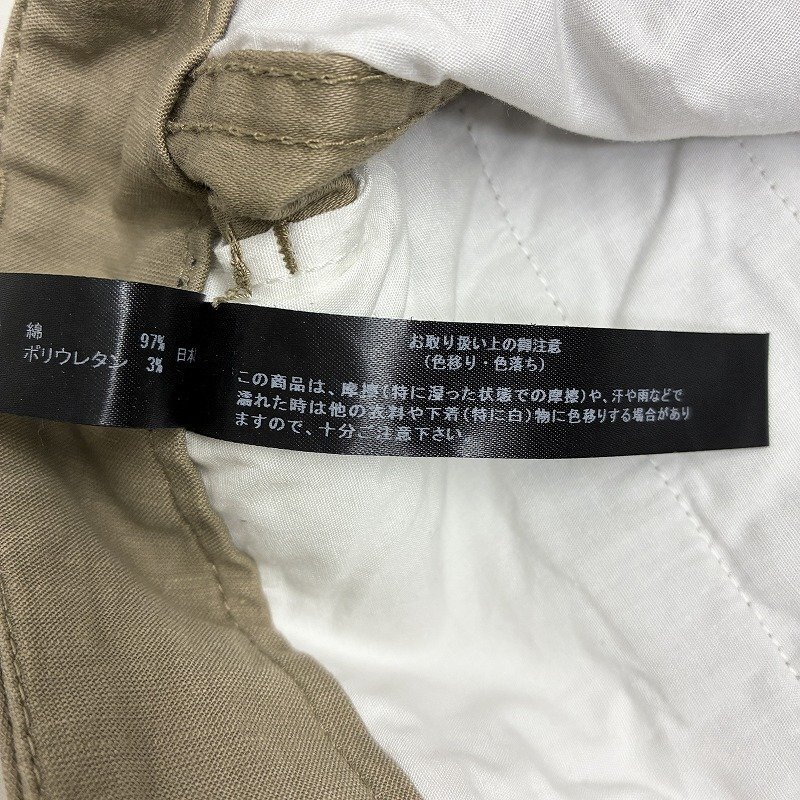 綿 97%
ポリウレタン 3% 日本
お取り扱い上の御注意
(色移り・色落ち)
この商品は、摩擦(特に湿った状態での摩擦)や、汗や雨などで
濡れた時は他の衣料や下着(特に白)物に色移りする場合があり
ますので、十分ご注意下さい。